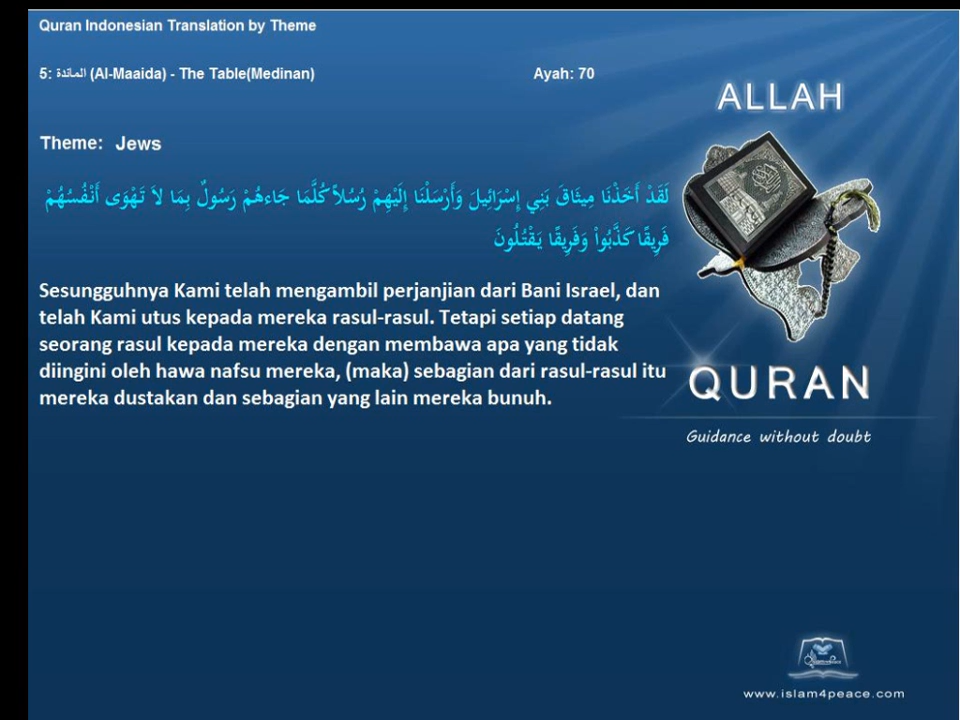 Quran Indonesian Translation by Theme
5: المائدة (Al-Maaida) - The Table(Medinan)
Ayah: 70
ALLAH
Theme: Jews
لَقَدْ أَخَذْنَا مِيثَاقَ بَنِي إِسْرَائِيلَ وَأَرْسَلْنَا إِلَيْهِمْ رُسُلاً كُلَّمَا جَاءهُمْ رَسُولٌ بِمَا لاَ تَهْوَى أَنْفُسُهُمْ
فَرِيقًا كَذَّبُواْ وَفَرِيقًا يَقْتُلُونَ
Sesungguhnya Kami telah mengambil perjanjian dari Bani Israel, dan
telah Kami utus kepada mereka rasul-rasul. Tetapi setiap datang
seorang rasul kepada mereka dengan membawa apa yang tidak
diingini oleh hawa nafsu mereka, (maka) sebagian dari rasul-rasul itu
mereka dustakan dan sebagian yang lain mereka bunuh.
QURAN
Guidance without doubt
www.islam4peace.com